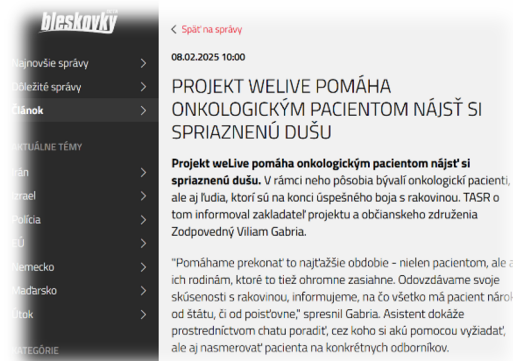 bleskovky
Najnovšie správy
Dôležité správy
Článok
AKTUÁLNE TÉMY
Irán
Izrael
Polícia
EÚ
Nemecko
Maďarsko
Útok
KATEGÓRIE
Späť na správy
08.02.2025 10:00
PROJEKT WELIVE POMÁHA
ONKOLOGICKÝM PACIENTOM NÁJSŤ SI
SPRIAZNENÚ DUŠU
Projekt weLive pomáha onkologickým pacientom nájsť si
spriaznenú dušu. V rámci neho pôsobia bývalí onkologickí pacienti,
ale aj ľudia, ktorí sú na konci úspešného boja s rakovinou. TASR o
tom informoval zakladateľ projektu a občianskeho združenia
Zodpovedný Viliam Gabria.
"Pomáhame prekonať to najťažšie obdobie - nielen pacientom, ale a
ich rodinám, ktoré to tiež ohromne zasiahne. Odovzdávame svoje
skúsenosti s rakovinou, informujeme, na čo všetko má pacient nárok
od štátu, či od poisťovne," spresnil Gabria. Asistent dokáže
prostredníctvom chatu poradiť, cez koho si akú pomocou vyžiadať,
ale aj nasmerovať pacienta na konkrétnych odborníkov.